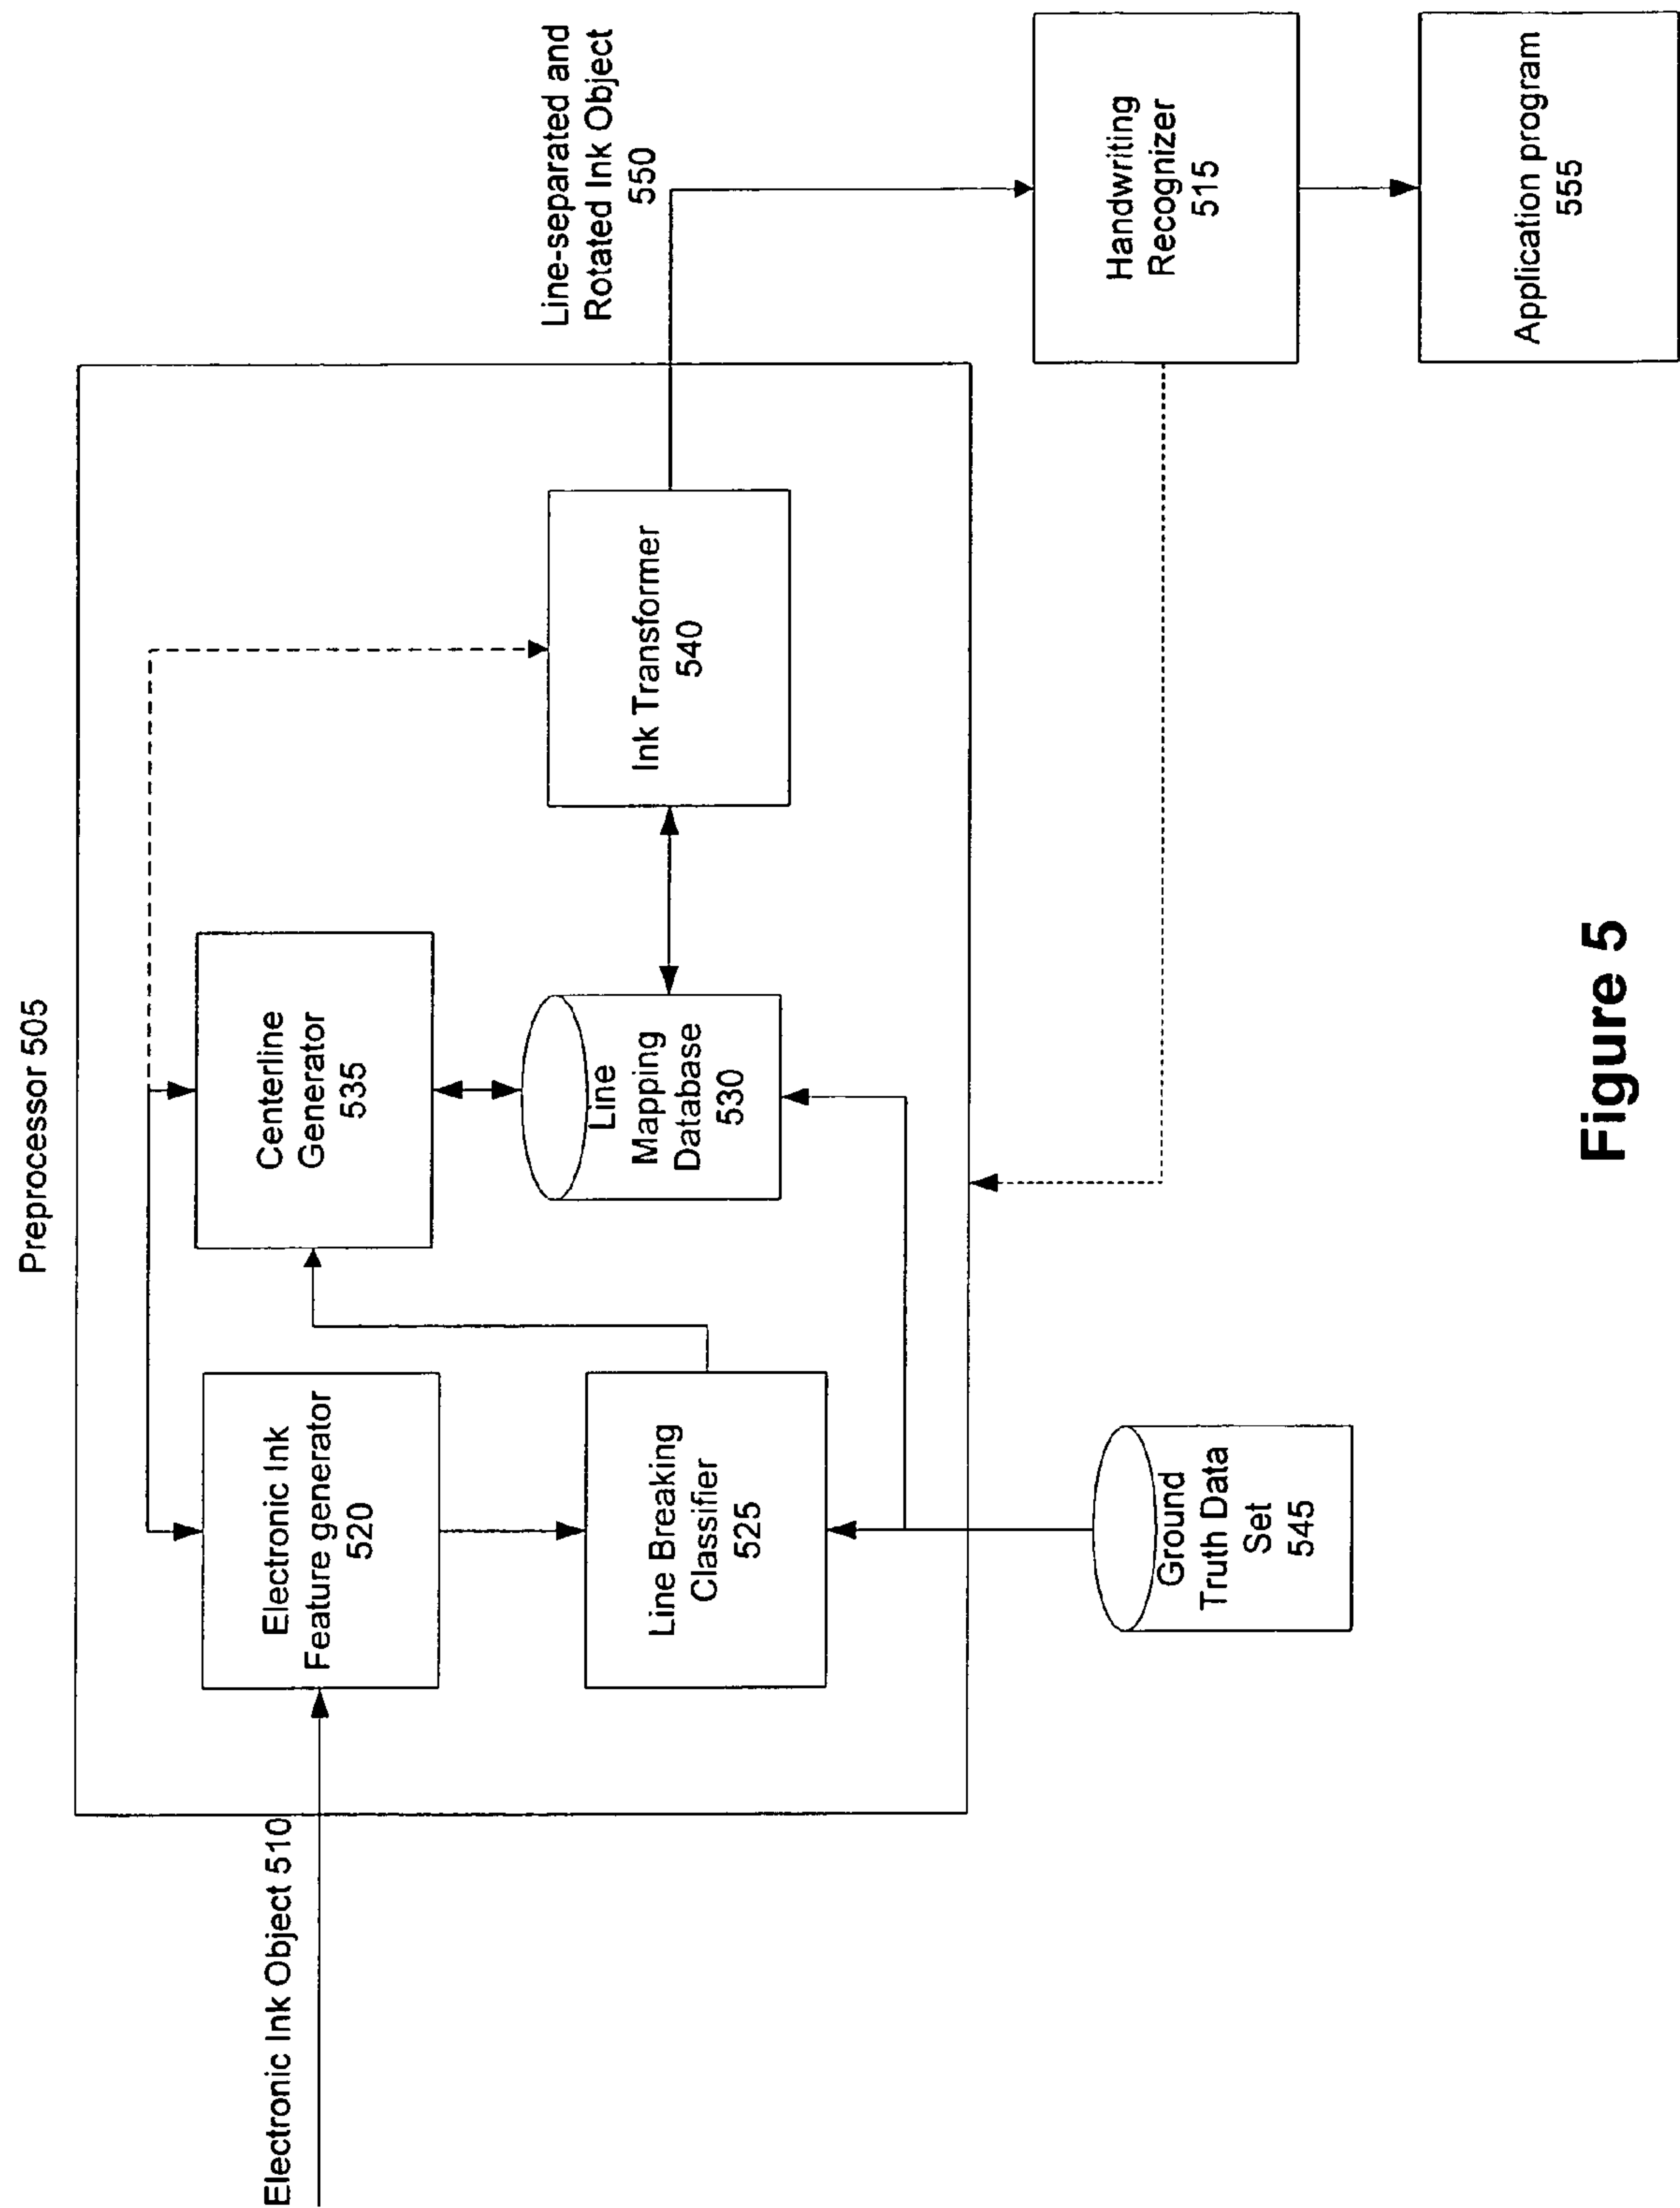 Preprocessor 505
Electronic Ink Object 510
Electronic Ink
Feature generator
520
Centerline
Generator
535
Line Breaking
Classifier
525
Line
Mapping
Database
530
Ink Transformer
540
Line-separated and
Rotated Ink Object
550
Ground
Truth Data
Set
545
Handwriting
Recognizer
515
Application program
555
Figure 5